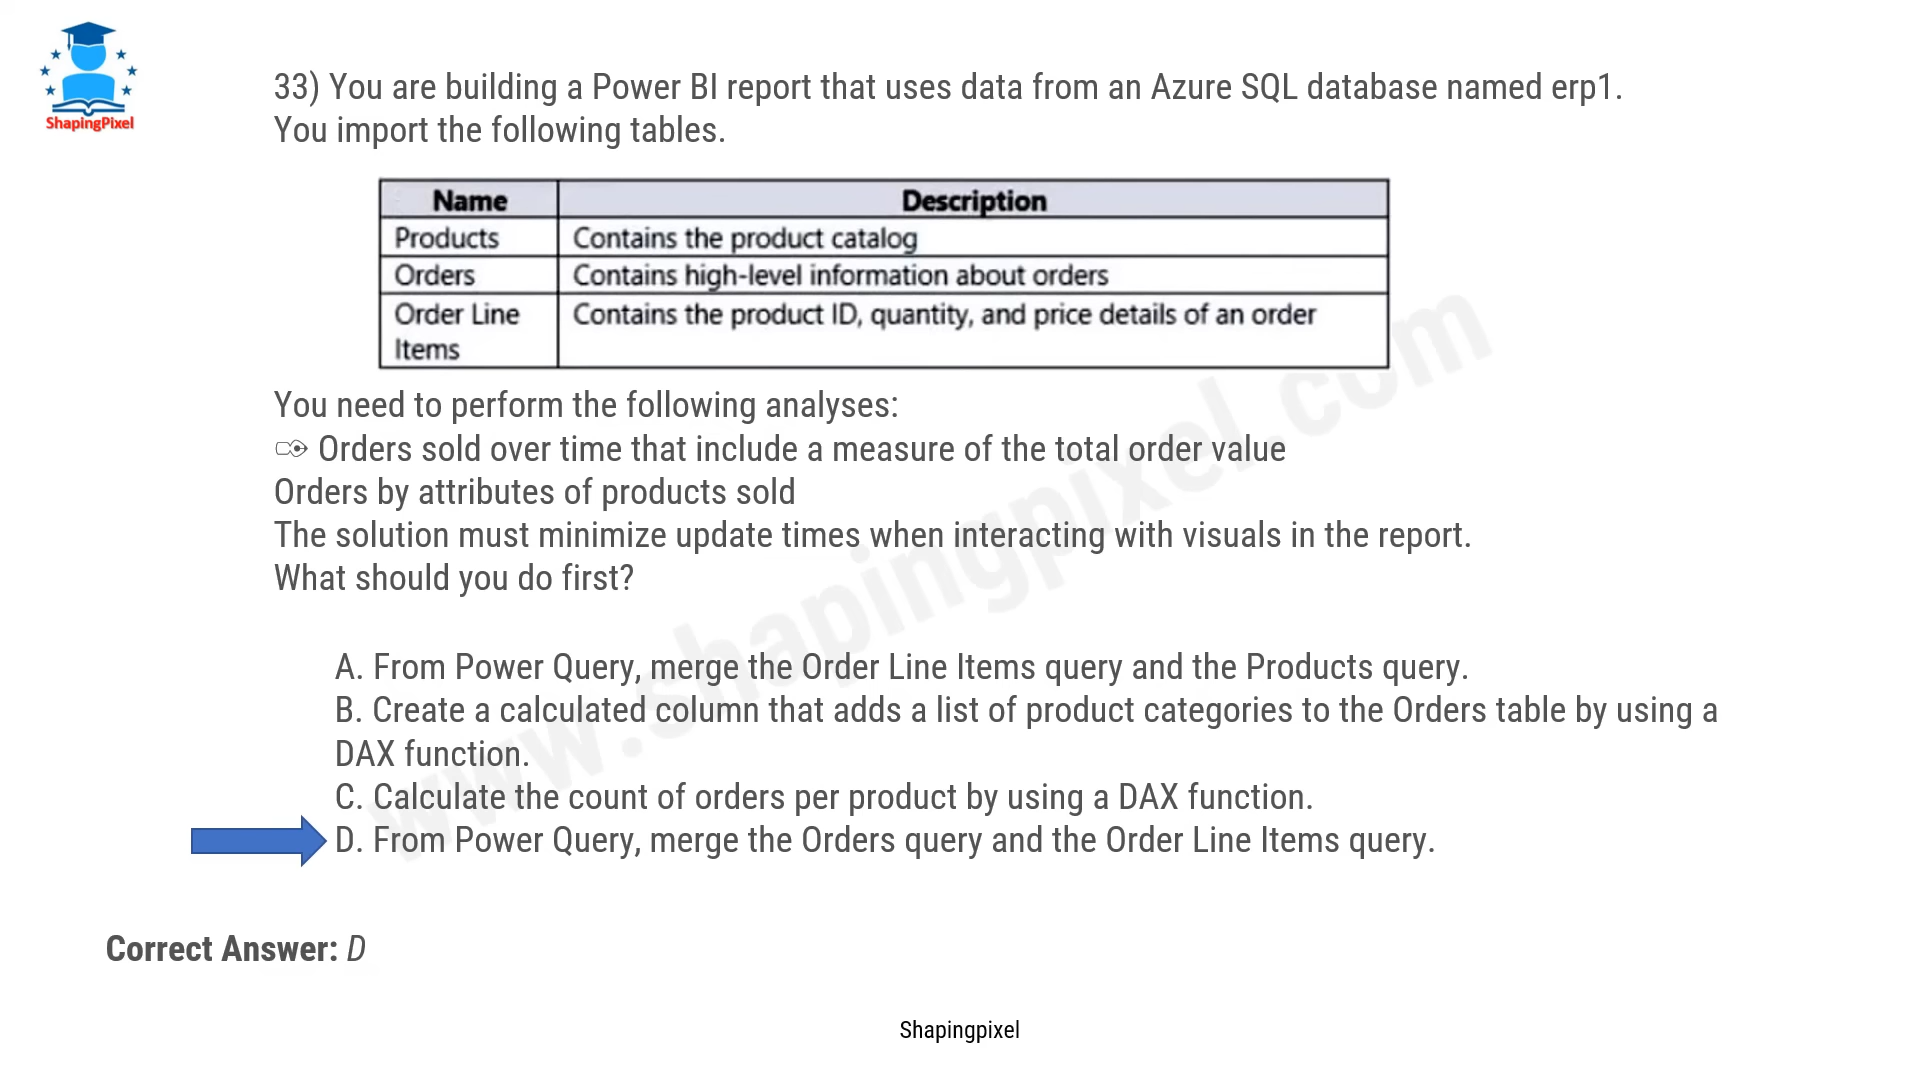 ShapingPixel
33) You are building a Power BI report that uses data from an Azure SQL database named erp1.
You import the following tables.
Name Description
Products Contains the product catalog
Orders Contains high-level information about orders
Order Line Contains the product ID, quantity, and price details of an order
Items
You need to perform the following analyses:
Orders sold over time that include a measure of the total order value
Orders by attributes of products sold
The solution must minimize update times when interacting with visuals in the report.
What should you do first?
www.shapingpixel.com
A. From Power Query, merge the Order Line Items query and the Products query.
B. Create a calculated column that adds a list of product categories to the Orders table by using a
DAX function.
C. Calculate the count of orders per product by using a DAX function.
D. From Power Query, merge the Orders query and the Order Line Items query.
Correct Answer: D
Shapingpixel